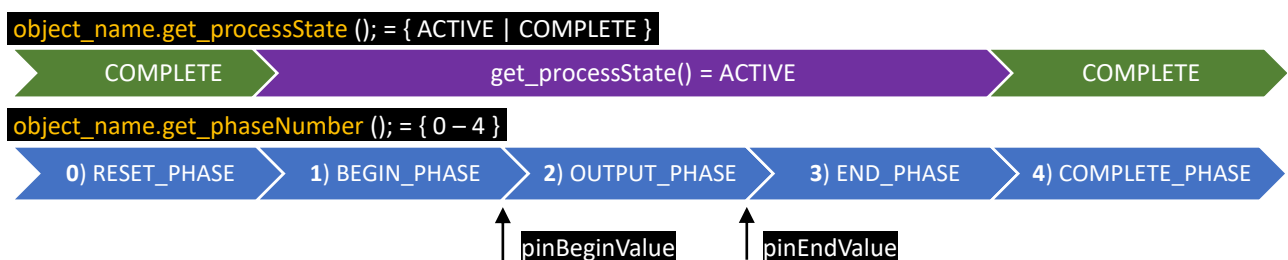 object_name.get_processState (); = { ACTIVE | COMPLETE }
COMPLETE get_processState() = ACTIVE COMPLETE
object_name.get_phaseNumber (); = { 0 – 4 }
0) RESET_PHASE 1) BEGIN_PHASE 2) OUTPUT_PHASE 3) END_PHASE 4) COMPLETE_PHASE
pinBeginValue pinEndValue